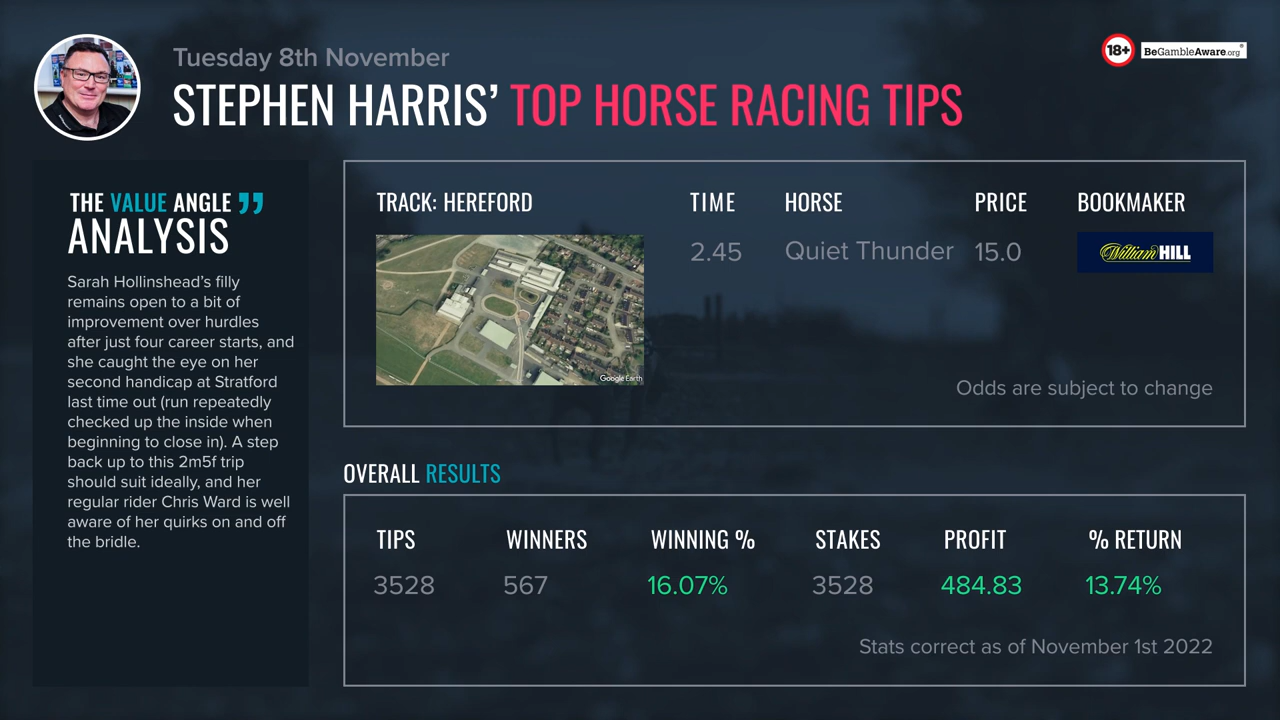 Tuesday 8th November
STEPHEN HARRIS’ TOP HORSE RACING TIPS
18+
BeGambleAware.org®
THE VALUE ANGLE ”
ANALYSIS
Sarah Hollinshead’s filly
remains open to a bit of
improvement over hurdles
after just four career starts, and
she caught the eye on her
second handicap at Stratford
last time out (run repeatedly
checked up the inside when
beginning to close in). A step
back up to this 2m5f trip
should suit ideally, and her
regular rider Chris Ward is well
aware of her quirks on and off
the bridle.
TRACK: HEREFORD TIME HORSE PRICE BOOKMAKER
2.45 Quiet Thunder 15.0 William HILL
Google Earth
Odds are subject to change
OVERALL RESULTS
TIPS WINNERS WINNING % STAKES PROFIT % RETURN
3528 567 16.07% 3528 484.83 13.74%
Stats correct as of November 1st 2022